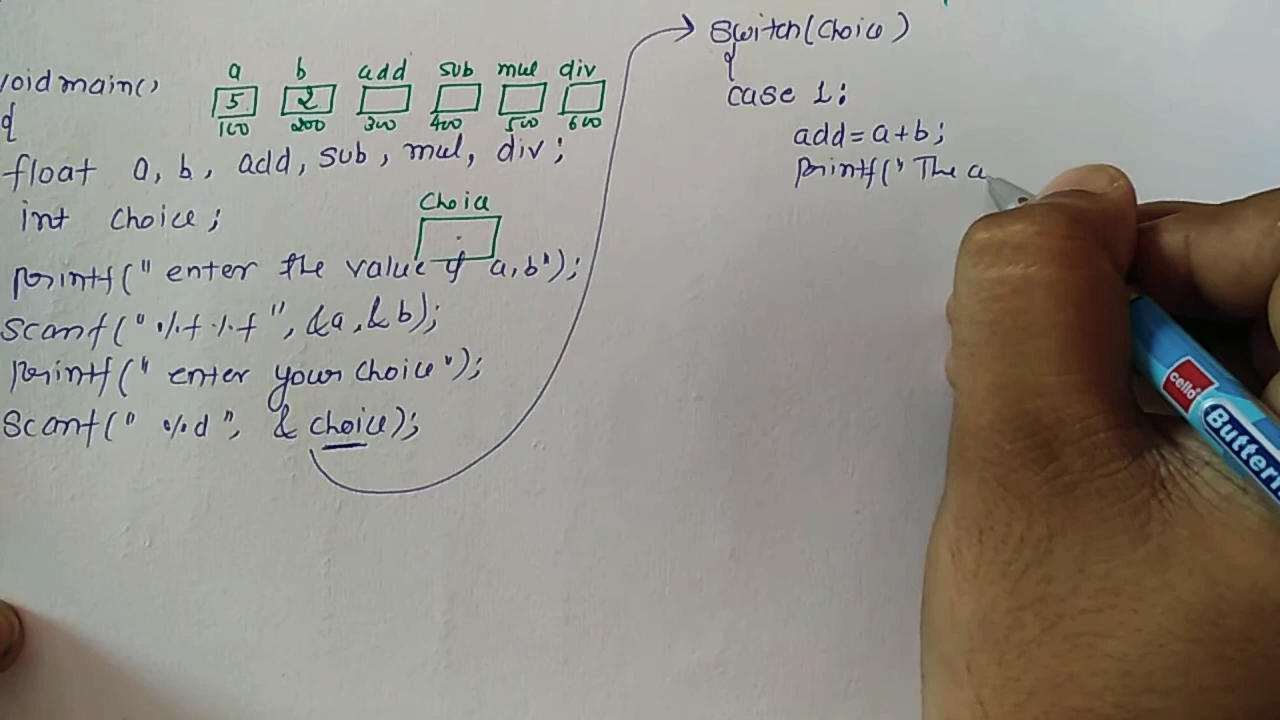 void main()
{
a b add sub mul div
5 2
100 200 300 400 500 600
float a, b, add, sub, mul, div;
int choice;
choice
printf(" enter the value of a,b");
scanf(" %f %f ", &a, & b);
printf(" enter your choice");
scanf(" %d ", & choice);
switch(choice)
{
case 1:
add = a+b;
printf(" The a
cello
Butter